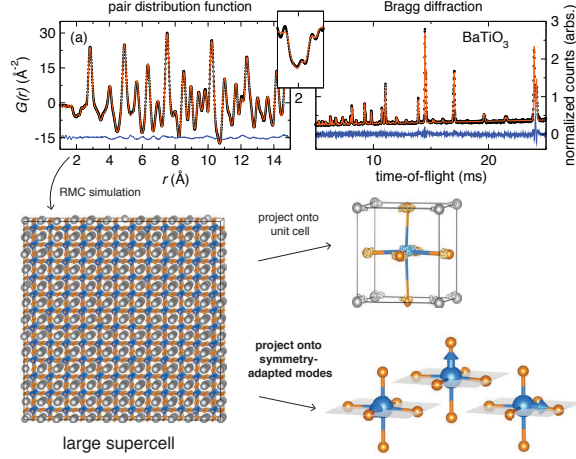 pair distribution function
Bragg diffraction
(a)
BaTiO3
G(r) (Å-2)
30
15
0
-15
2
4
6
8
10
12
14
r (Å)
2
10
20
time-of-flight (ms)
3
2
1
0
normalized counts (arbs.)
RMC simulation
project onto
unit cell
project onto
symmetry-
adapted modes
large supercell